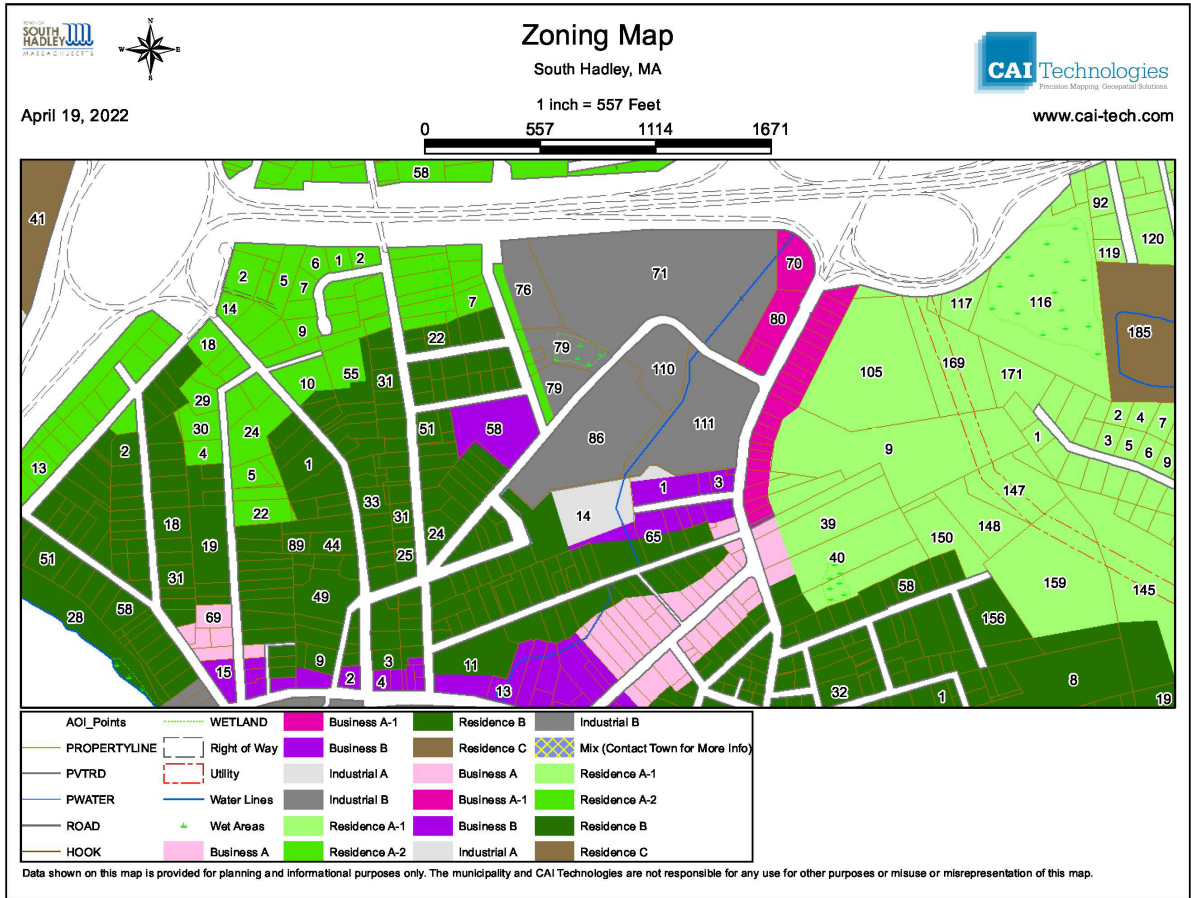 TOWN OF
SOUTH
HADLEY
MASSACHUSETTS
N
W E
S
Zoning Map
South Hadley, MA
CAI Technologies
Precision Mapping. Geospatial Solutions.
April 19, 2022
1 inch = 557 Feet
www.cai-tech.com
0 557 1114 1671
58
41
92
120
119
6 1 2
2 5 7
14
76
71
70
7
9
80
117
116
185
18
22
79
79
110
105
169
171
10
55
31
29
30
4
24
51
58
86
111
2 4 7
3 5 6 9
1
13
2
5
1
9
22
33
31
1
3
14
147
18
19
89
44
24
65
39
40
148
150
51
31
25
49
58
159
145
28
58
69
156
15
9
2
3
4
11
13
32
1
8
19
AOI_Points
PROPERTYLINE
PVTRD
PWATER
ROAD
HOOK
WETLAND
Right of Way
Utility
Water Lines
Wet Areas
Business A
Business A-1
Business B
Industrial A
Industrial B
Residence A-1
Residence A-2
Residence B
Residence C
Business A
Business A-1
Business B
Industrial A
Industrial B
Mix (Contact Town for More Info)
Residence A-1
Residence A-2
Residence B
Residence C
Data shown on this map is provided for planning and informational purposes only. The municipality and CAI Technologies are not responsible for any use for other purposes or misuse or misrepresentation of this map.